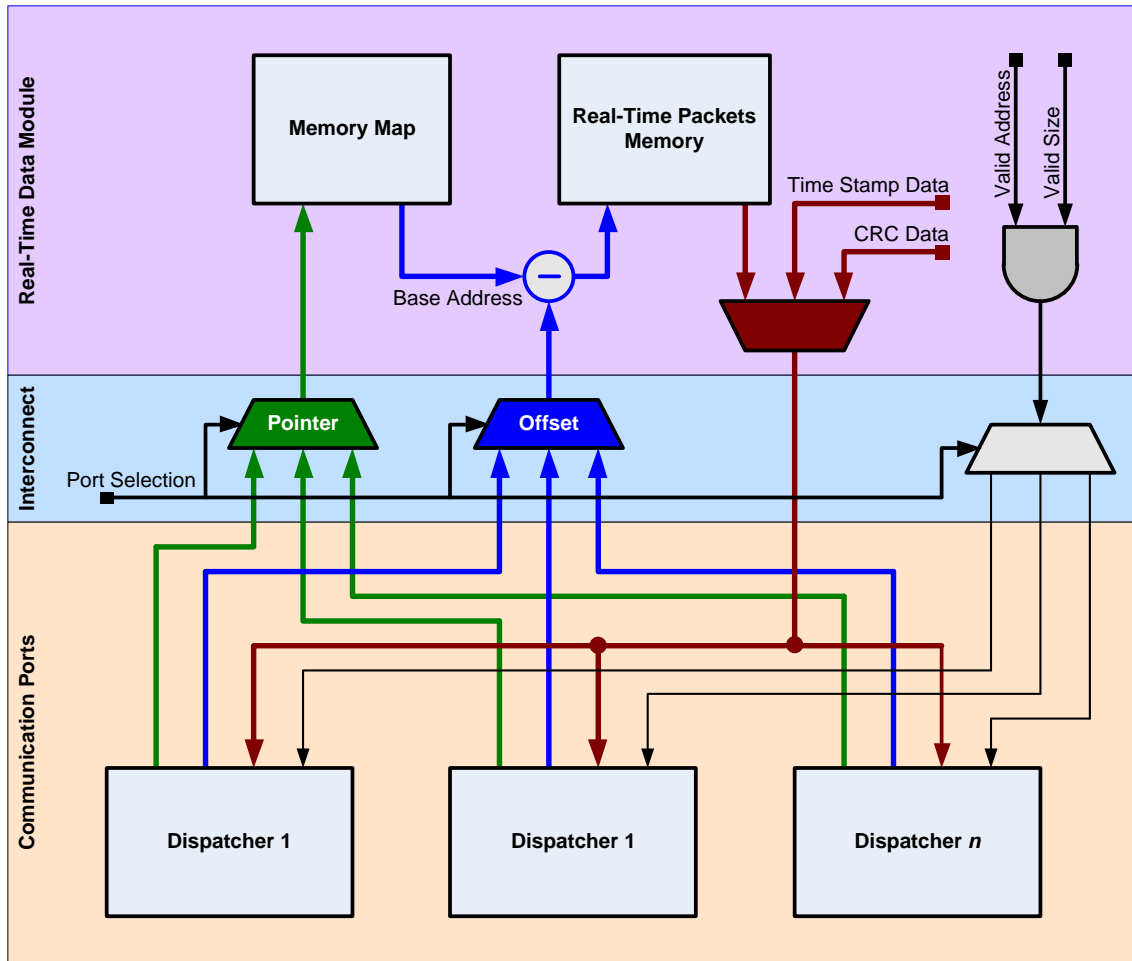 Real-Time Data Module
Memory Map
Real-Time Packets
Memory
Valid Address
Valid Size
Time Stamp Data
CRC Data
Base Address
−
Interconnect
Pointer
Offset
Port Selection
Communication Ports
Dispatcher 1
Dispatcher 1
Dispatcher n